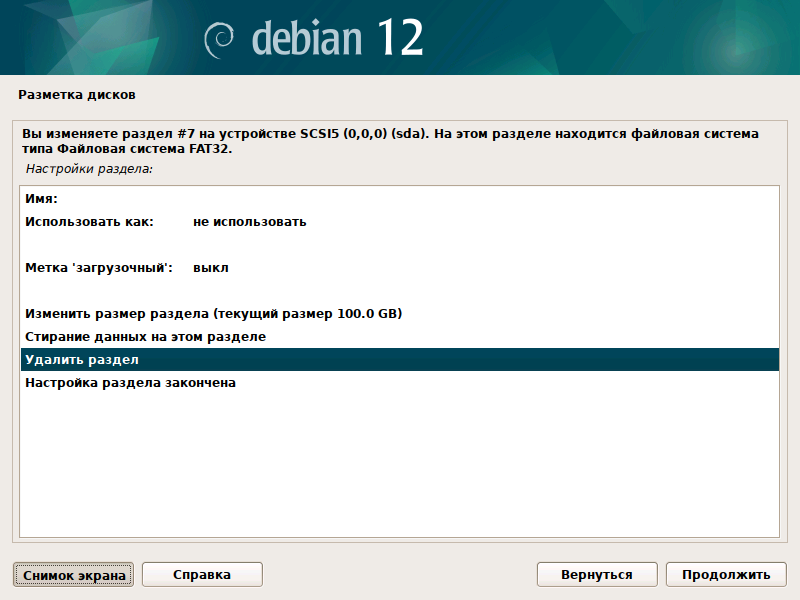 debian 12
Разметка дисков
Вы изменяете раздел #7 на устройстве SCSI5 (0,0,0) (sda). На этом разделе находится файловая система
типа Файловая система FAT32.
Настройки раздела:
Имя:
Использовать как: не использовать
Метка 'загрузочный': выкл
Изменить размер раздела (текущий размер 100.0 GB)
Стирание данных на этом разделе
Удалить раздел
Настройка раздела закончена
Снимок экрана Справка Вернуться Продолжить